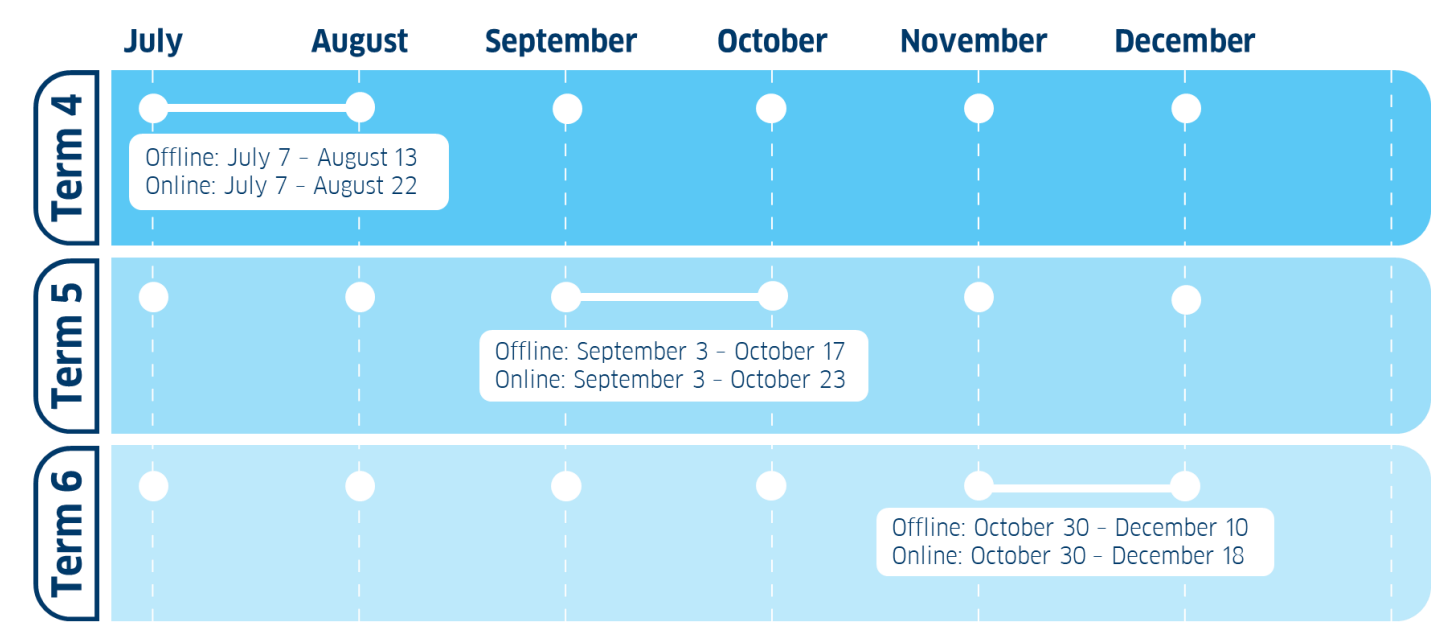 July August September October November December
Term 4
Offline: July 7 – August 13
Online: July 7 – August 22
Term 5
Offline: September 3 – October 17
Online: September 3 – October 23
Term 6
Offline: October 30 – December 10
Online: October 30 – December 18